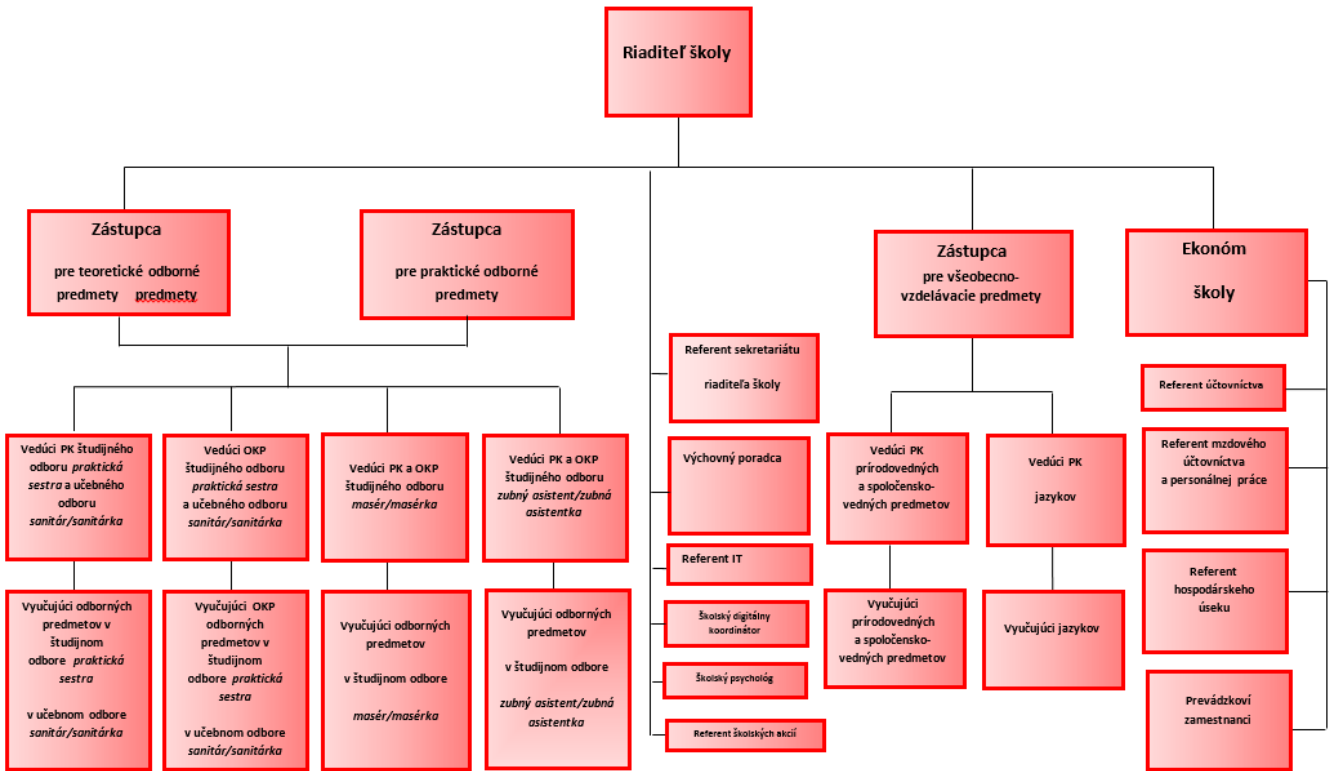 Riaditeľ školy
Zástupca
pre teoretické odborné
predmety predmety
Zástupca
pre praktické odborné
predmety
Zástupca
pre všeobecno-
vzdelávacie predmety
Ekonóm
školy
Referent sekretariátu
riaditeľa školy
Výchovný poradca
Referent IT
Školský digitálny
koordinátor
Školský psychológ
Referent školských akcií
Referent účtovníctva
Referent mzdového
účtovníctva
a personálnej práce
Referent
hospodárskeho
úseku
Prevádzkoví
zamestnanci
Vedúci PK študijného
odboru praktická
sestra a učebného
odboru
sanitár/sanitárka
Vedúci OKP
študijného odboru
praktická sestra
a učebného odboru
sanitár/sanitárka
Vedúci PK a OKP
študijného odboru
masér/masérka
Vedúci PK a OKP
študijného odboru
zubný asistent/zubná
asistentka
Vedúci PK
prírodovedných
a spoločensko-
vedných predmetov
Vedúci PK
jazykov
Vyučujúci odborných
predmetov v
študijnom
odbore praktická
sestra
v učebnom odbore
sanitár/sanitárka
Vyučujúci OKP
odborných
predmetov v
študijnom
odbore praktická
sestra
v učebnom odbore
sanitár/sanitárka
Vyučujúci odborných
predmetov
v študijnom odbore
masér/masérka
Vyučujúci odborných
predmetov
v študijnom odbore
zubný asistent/zubná
asistentka
Vyučujúci
prírodovedných
a spoločensko-
vedných predmetov
Vyučujúci jazykov